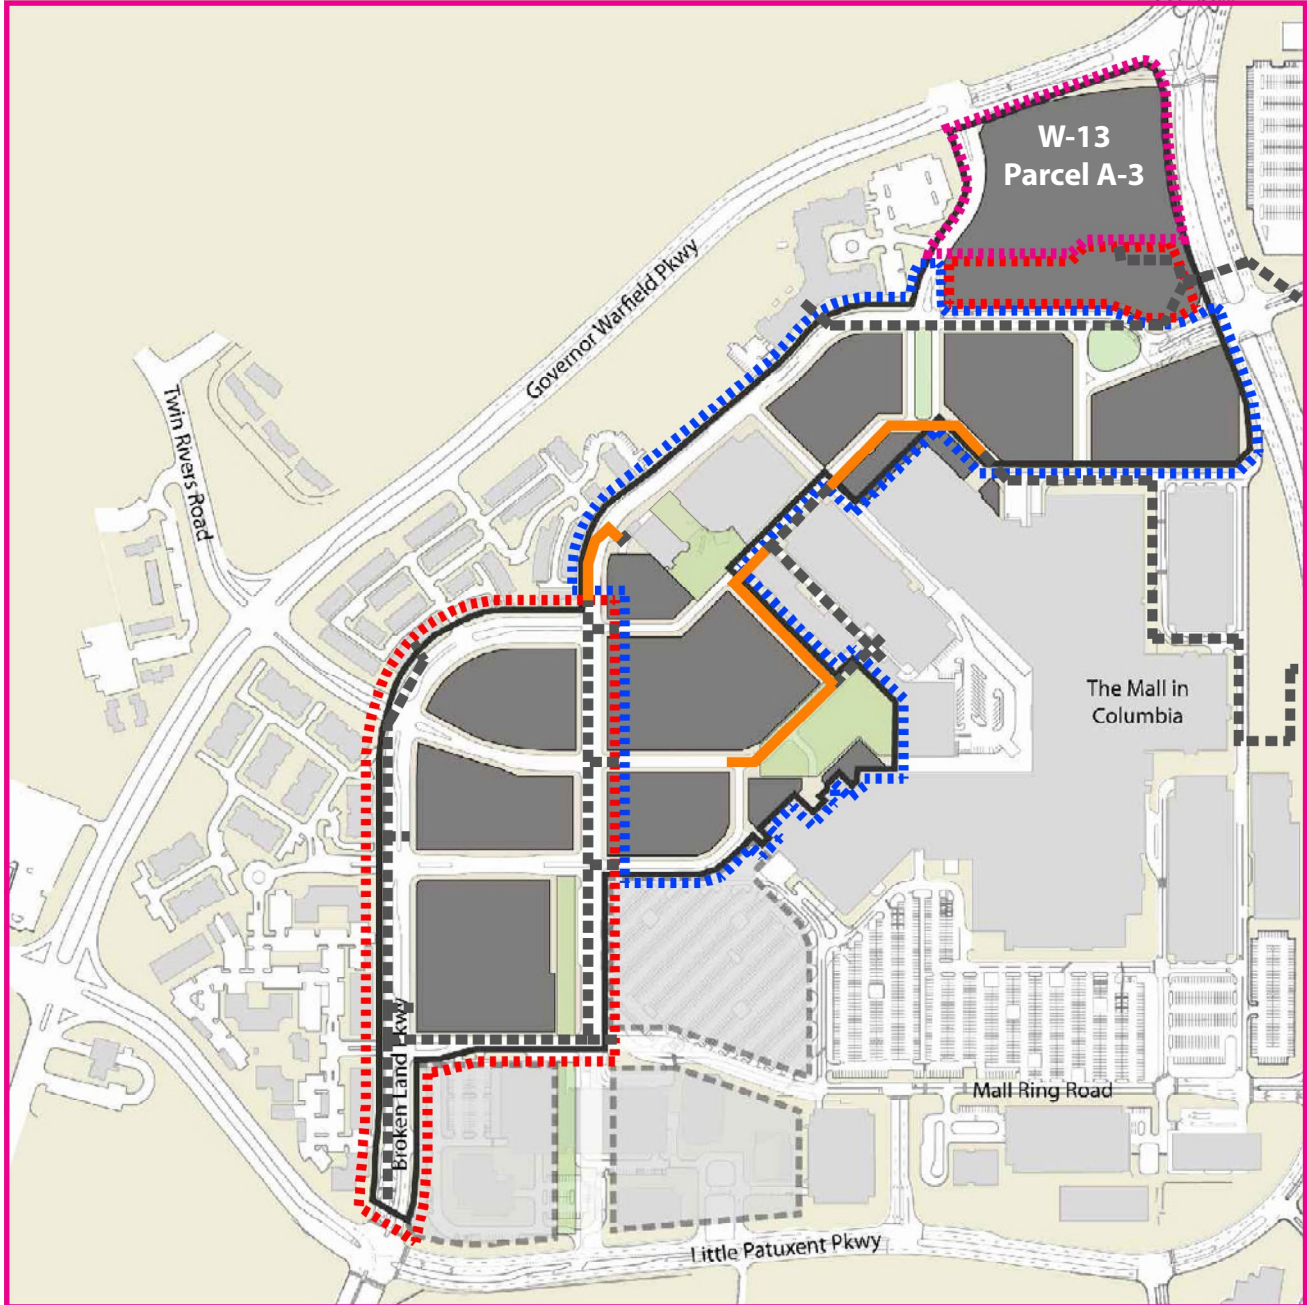 W-13
Parcel A-3
Governor Warfield Pkwy
Twin Rivers Road
The Mall in
Columbia
Broken Land Pkwy
Mall Ring Road
Little Patuxent Pkwy